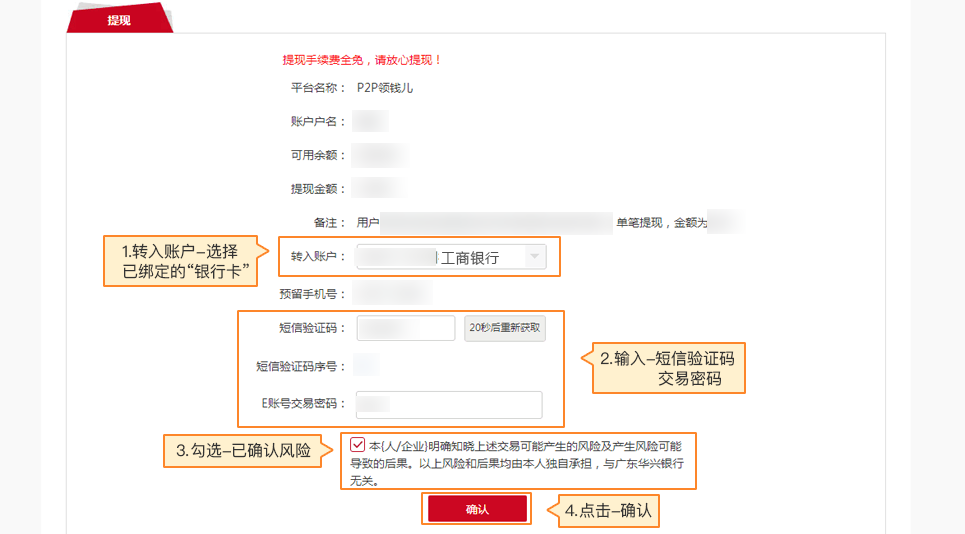 提现
提现手续费全免，请放心提现！
平台名称： P2P领钱儿
账户户名：
可用余额：
提现金额：
备注： 用户 单笔提现，金额为
1.转入账户–选择
已绑定的“银行卡”
转入账户： 工商银行
预留手机号：
短信验证码： 20秒后重新获取
短信验证码序号：
E账号交易密码：
2.输入–短信验证码
交易密码
3.勾选–已确认风险
本{人/企业}明确知晓上述交易可能产生的风险及产生风险可能
导致的后果。以上风险和后果均由本人独自承担，与广东华兴银行
无关。
确认
4.点击–确认